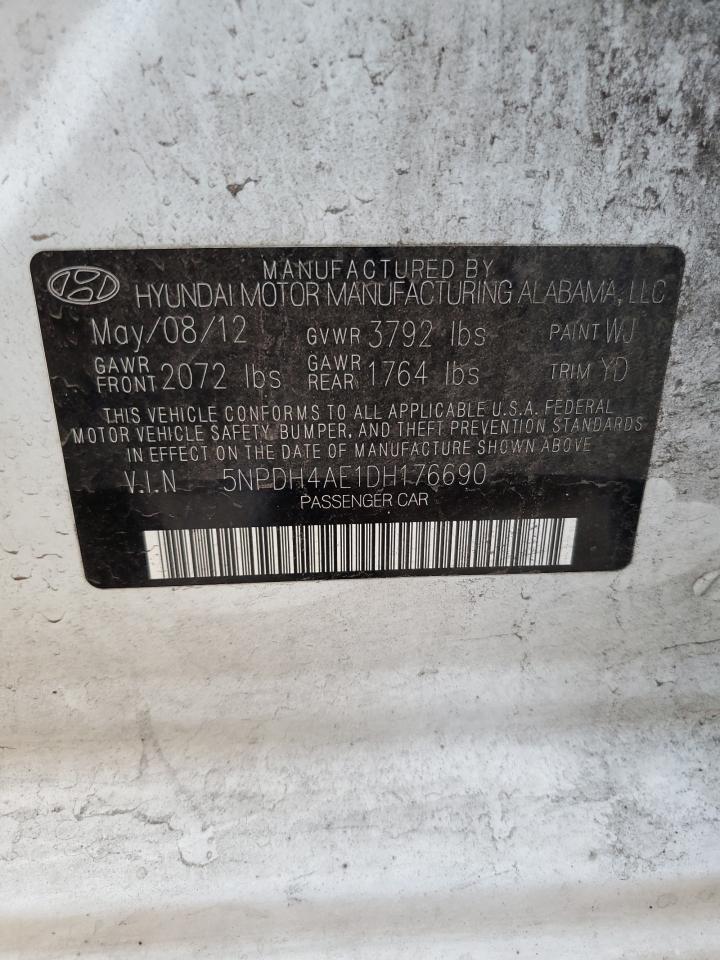 MANUFACTURED BY
HYUNDAI MOTOR MANUFACTURING ALABAMA, LLC
May/08/12 GVWR 3792 lbs PAINT WJ
GAWR FRONT 2072 lbs GAWR REAR 1764 lbs TRIM YD
THIS VEHICLE CONFORMS TO ALL APPLICABLE U.S.A. FEDERAL
MOTOR VEHICLE SAFETY, BUMPER, AND THEFT PREVENTION STANDARDS
IN EFFECT ON THE DATE OF MANUFACTURE SHOWN ABOVE.
V.I.N 5NPDH4AE1DH176690
PASSENGER CAR